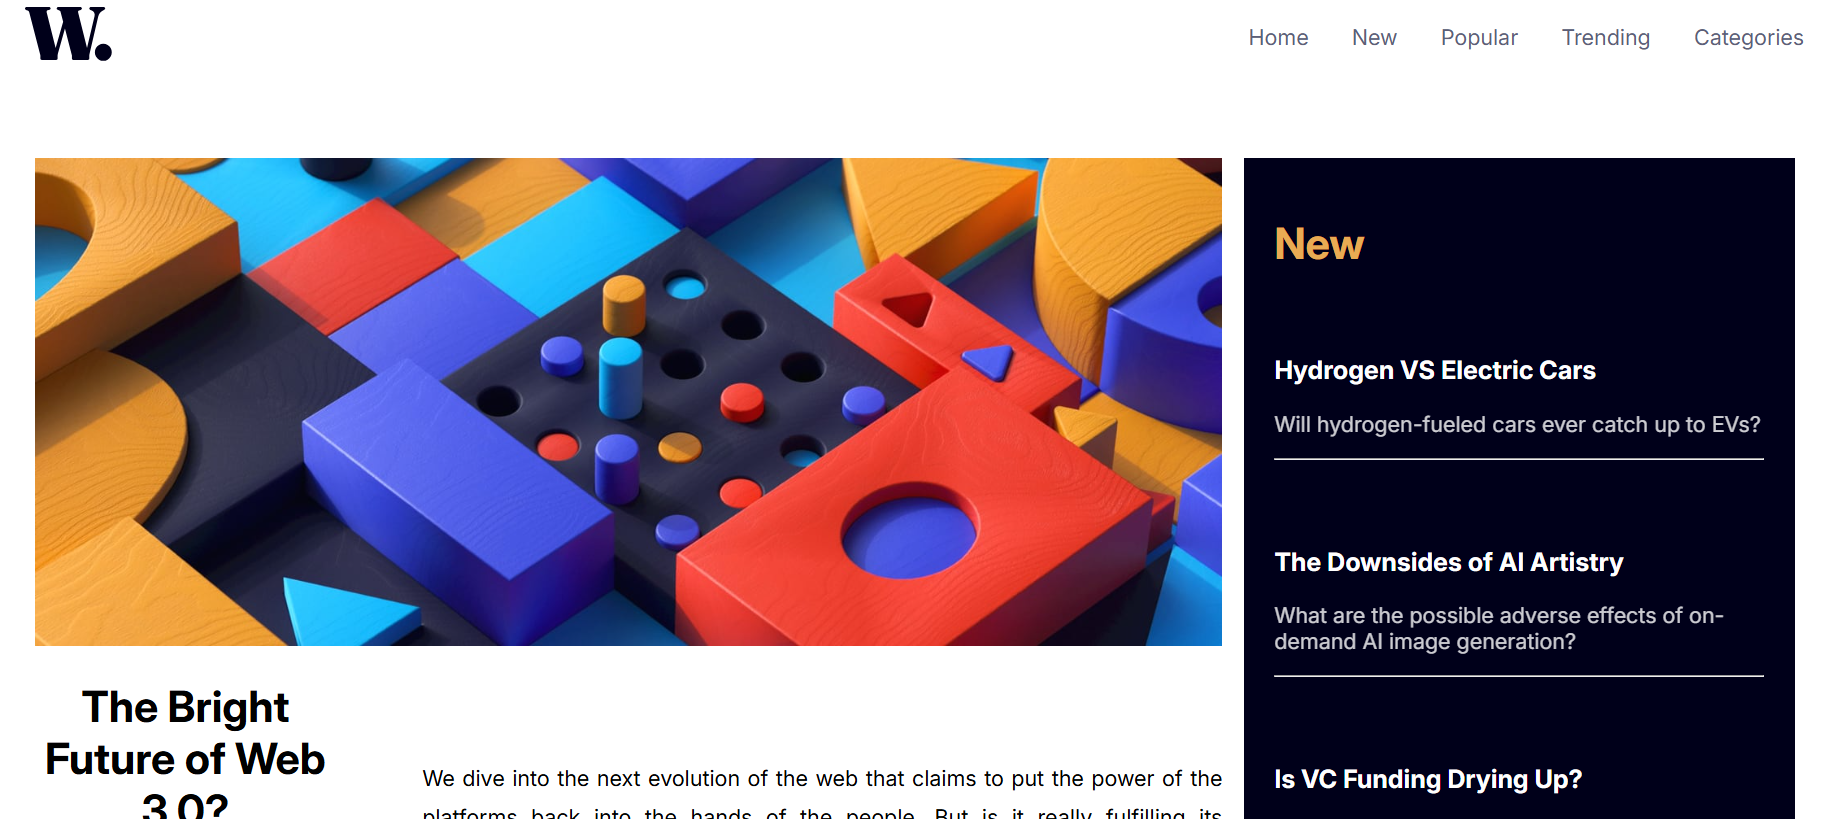 W.
Home New Popular Trending Categories
New
Hydrogen VS Electric Cars
Will hydrogen-fueled cars ever catch up to EVs?
The Downsides of AI Artistry
What are the possible adverse effects of on-
demand AI image generation?
Is VC Funding Drying Up?
The Bright
Future of Web
3.0?
We dive into the next evolution of the web that claims to put the power of the
platforms back into the hands of the people. But is it really fulfilling its